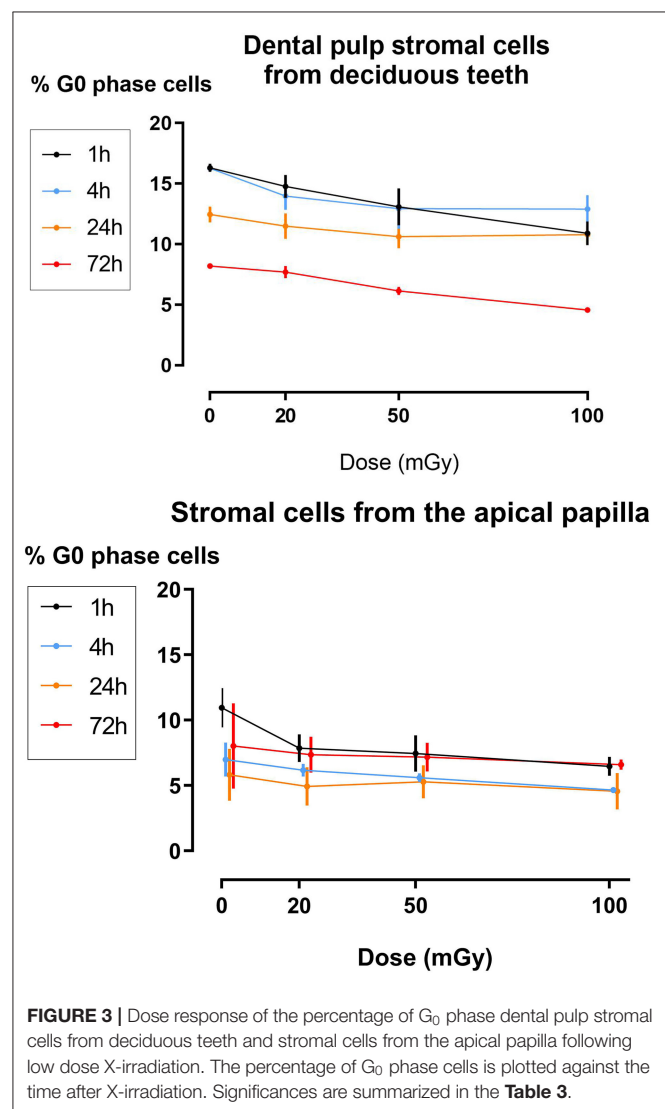 Dental pulp stromal cells
from deciduous teeth
% G0 phase cells
1h
4h
24h
72h
20
15
10
5
0
0 20 50 100
Dose (mGy)
Stromal cells from the apical papilla
% G0 phase cells
1h
4h
24h
72h
20
15
10
5
0
0 20 50 100
Dose (mGy)
FIGURE 3 | Dose response of the percentage of G₀ phase dental pulp stromal
cells from deciduous teeth and stromal cells from the apical papilla following
low dose X-irradiation. The percentage of G₀ phase cells is plotted against the
time after X-irradiation. Significances are summarized in the Table 3.